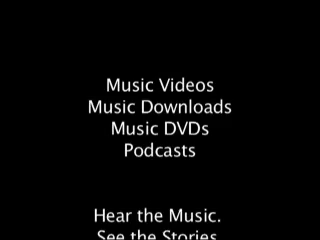 Music Videos
Music Downloads
Music DVDs
Podcasts
Hear the Music.
See the Stories